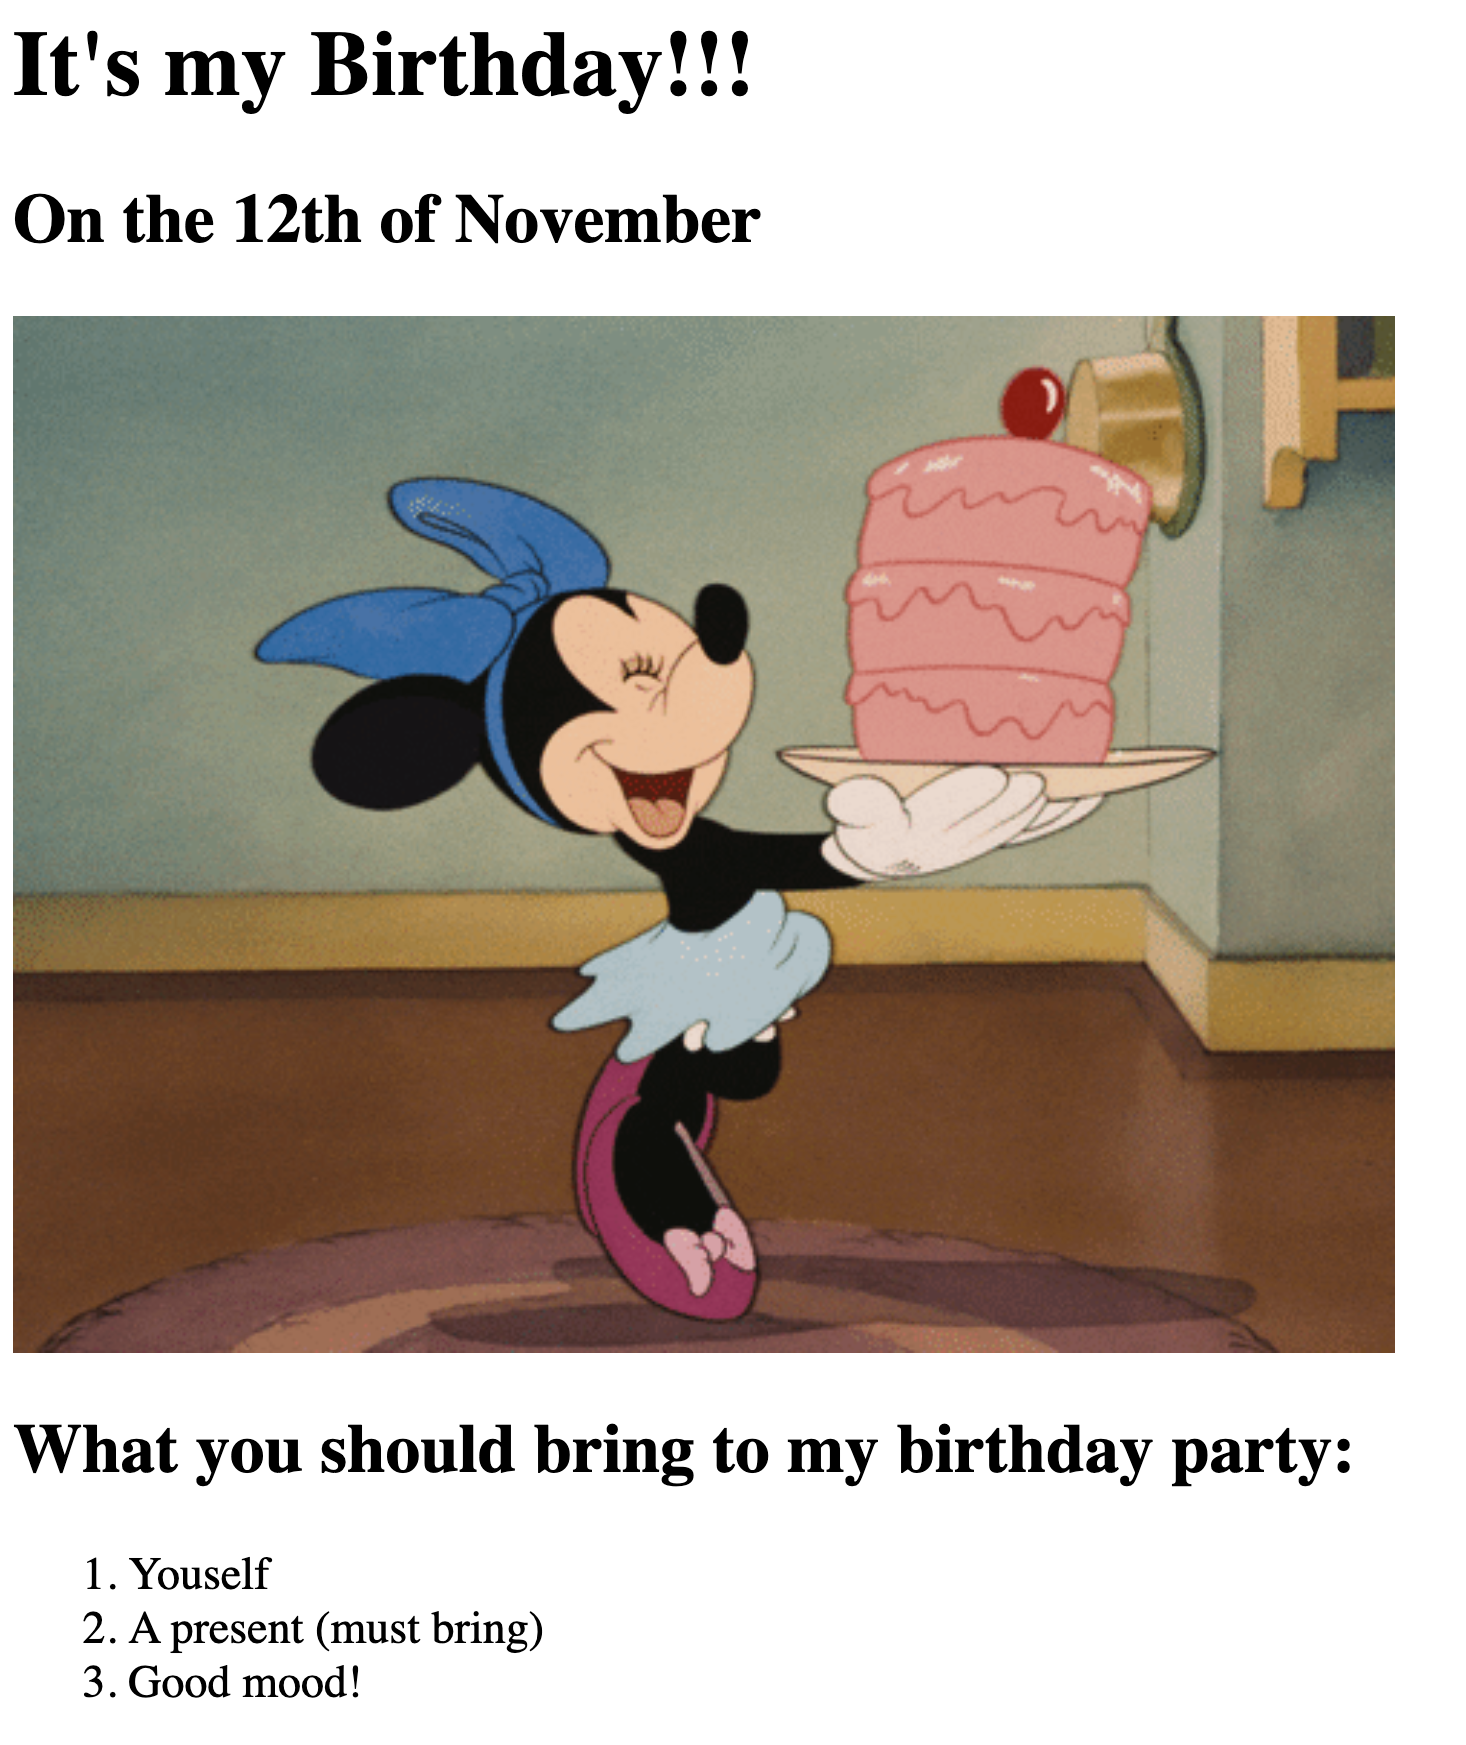 It's my Birthday!!!
On the 12th of November
What you should bring to my birthday party:
1. Youself
2. A present (must bring)
3. Good mood!